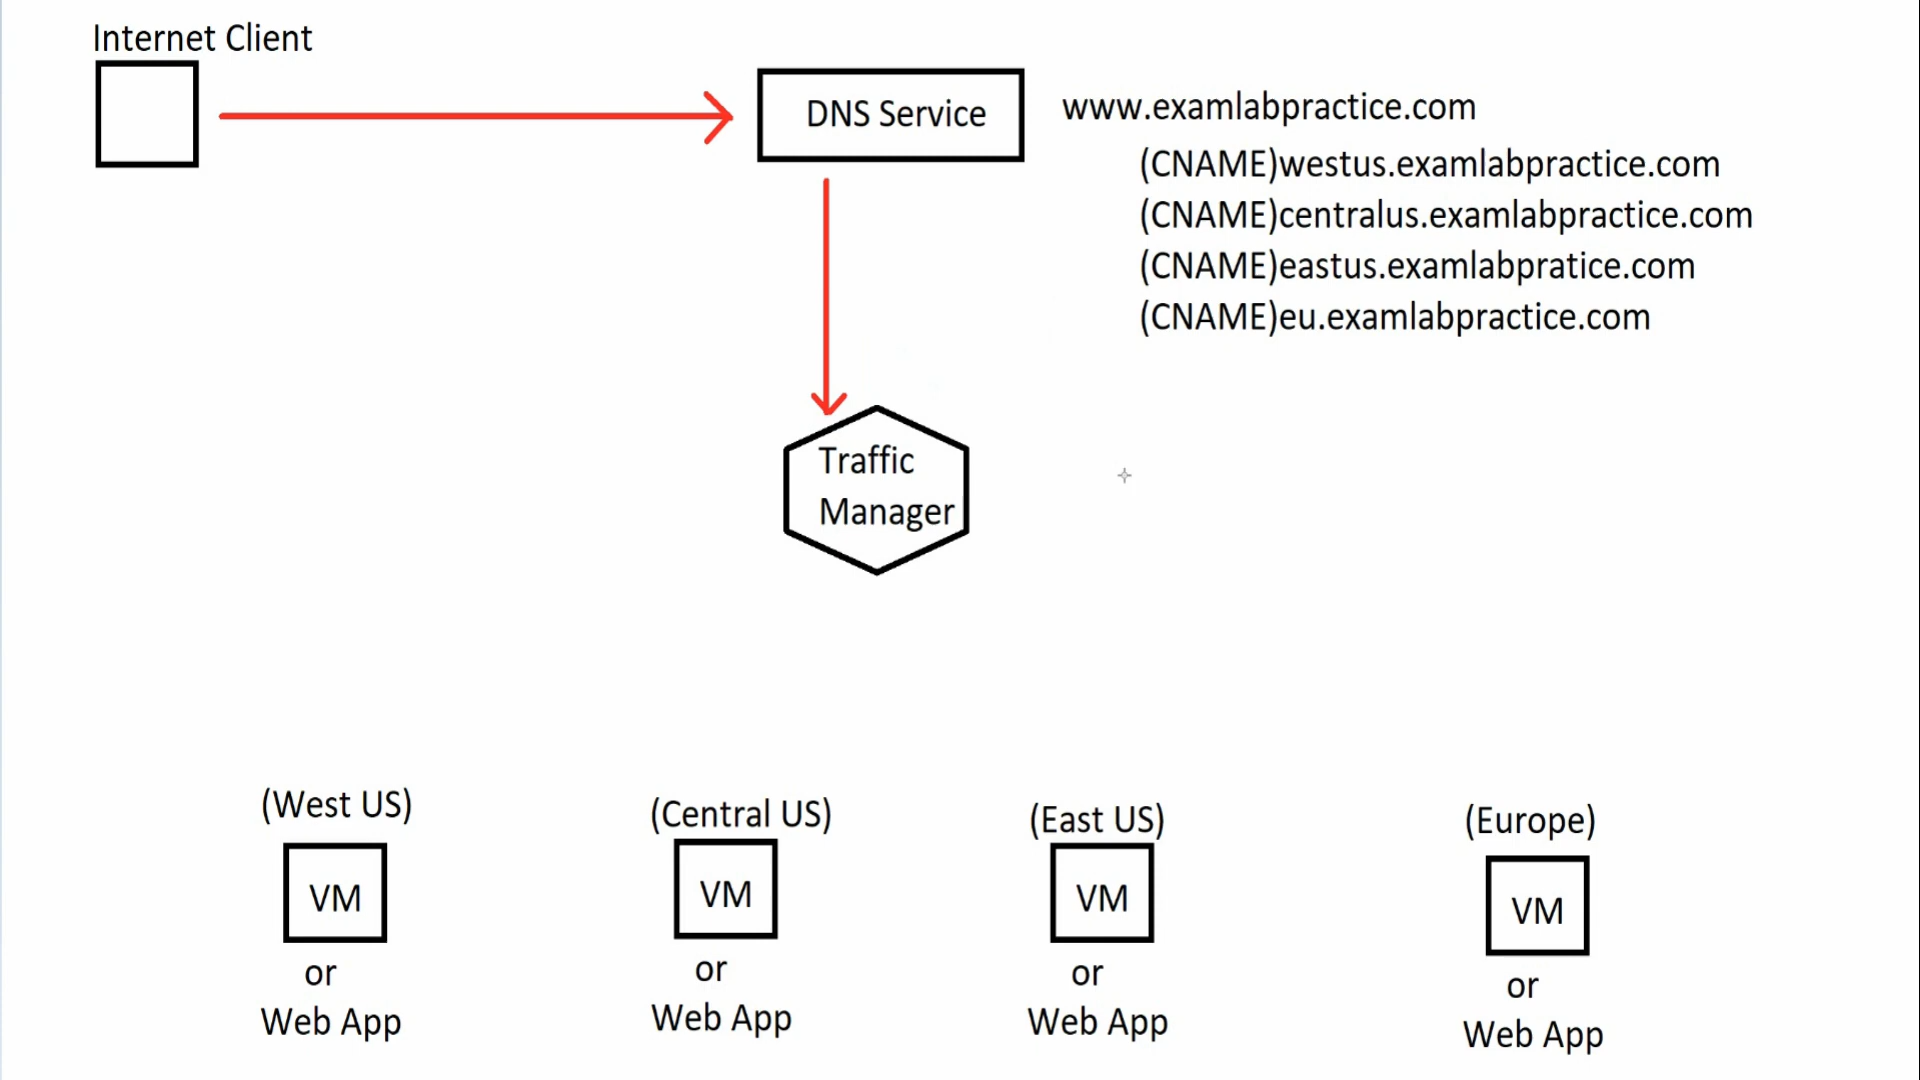 Internet Client
DNS Service
www.examlabpractice.com
(CNAME)westus.examlabpractice.com
(CNAME)centralus.examlabpractice.com
(CNAME)eastus.examlabpratice.com
(CNAME)eu.examlabpractice.com
Traffic
Manager
(West US)
VM
or
Web App
(Central US)
VM
or
Web App
(East US)
VM
or
Web App
(Europe)
VM
or
Web App